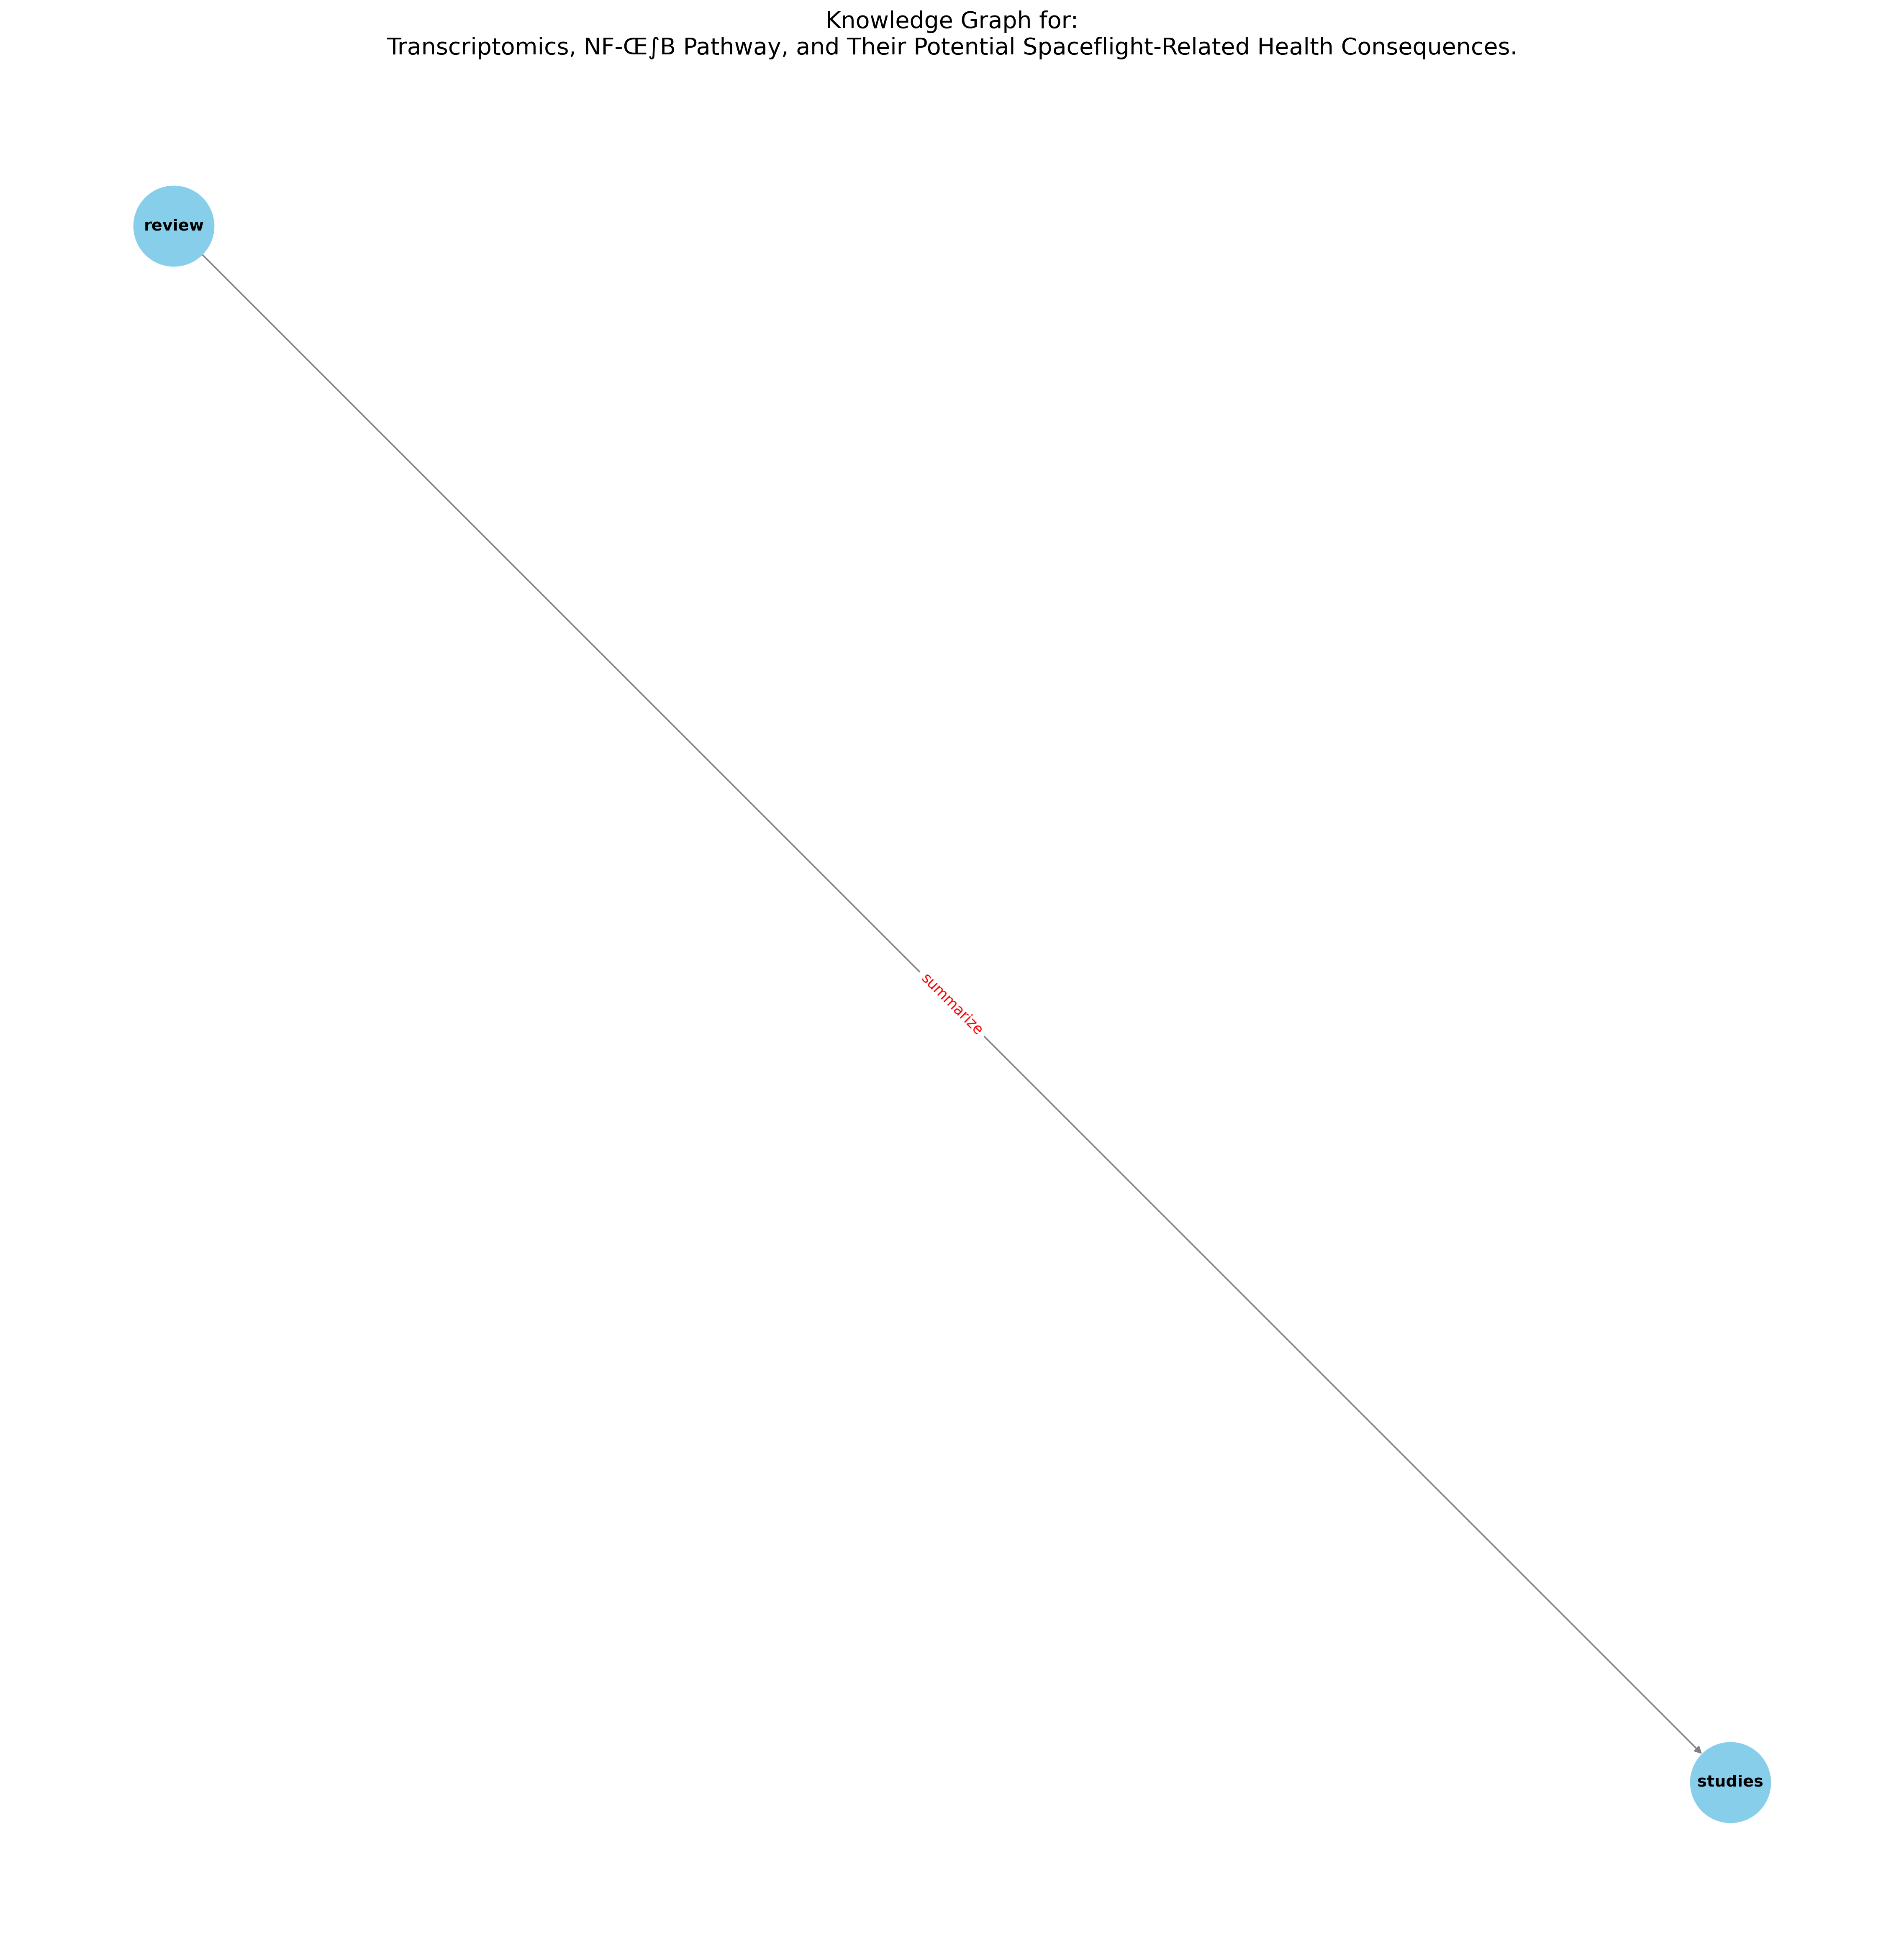 Knowledge Graph for:
Transcriptomics, NF-Œ∫B Pathway, and Their Potential Spaceflight-Related Health Consequences.
review
summarize
studies